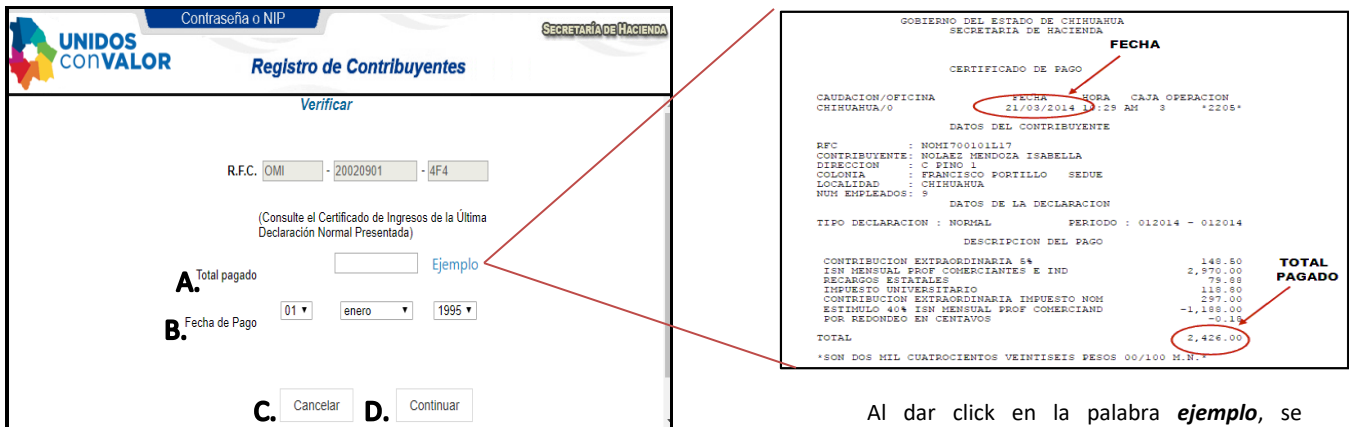 Contraseña o NIP
UNIDOS
conVALOR
SECRETARÍA DE HACIENDA
Registro de Contribuyentes
Verificar
R.F.C. OMI - 20020901 - 4F4
(Consulte el Certificado de Ingresos de la Última
Declaración Normal Presentada)
A. Total pagado Ejemplo
B. Fecha de Pago 01 enero 1995
C. Cancelar D. Continuar
GOBIERNO DEL ESTADO DE CHIHUAHUA
SECRETARIA DE HACIENDA
FECHA
CERTIFICADO DE PAGO
CAUDACION/OFICINA FECHA HORA CAJA OPERACION
CHIHUAHUA/0 21/03/2014 10:29 AM 3 *2205*
DATOS DEL CONTRIBUYENTE
RFC : NOMI700101L17
CONTRIBUYENTE: NOLAEZ MENDOZA ISABELLA
DIRECCION : C PINO 1
COLONIA : FRANCISCO PORTILLO SEDUE
LOCALIDAD : CHIHUAHUA
NUM EMPLEADOS: 9
DATOS DE LA DECLARACION
TIPO DECLARACION : NORMAL PERIODO : 012014 - 012014
DESCRIPCION DEL PAGO
CONTRIBUCION EXTRAORDINARIA 5% 148.50
ISN MENSUAL PROF COMERCIANTES E IND 2,970.00
RECARGOS ESTATALES 79.88
IMPUESTO UNIVERSITARIO 118.80
CONTRIBUCION EXTRAORDINARIA IMPUESTO NOM 297.00
ESTIMULO 40% ISN MENSUAL PROF COMERCIAND -1,188.00
POR REDONDEO EN CENTAVOS -0.18
TOTAL 2,426.00
*SON DOS MIL CUATROCIENTOS VEINTISEIS PESOS 00/100 M.N.*
TOTAL
PAGADO
Al dar click en la palabra ejemplo, se